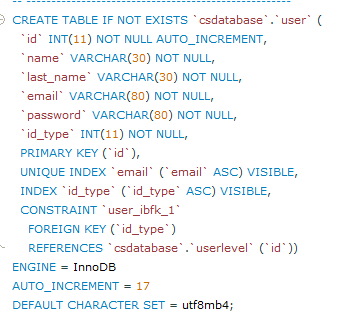 -- -----------------------------------------------------
CREATE TABLE IF NOT EXISTS `csdatabase`.`user` (
`id` INT(11) NOT NULL AUTO_INCREMENT,
`name` VARCHAR(30) NOT NULL,
`last_name` VARCHAR(30) NOT NULL,
`email` VARCHAR(80) NOT NULL,
`password` VARCHAR(80) NOT NULL,
`id_type` INT(11) NOT NULL,
PRIMARY KEY (`id`),
UNIQUE INDEX `email` (`email` ASC) VISIBLE,
INDEX `id_type` (`id_type` ASC) VISIBLE,
CONSTRAINT `user_ibfk_1`
FOREIGN KEY (`id_type`)
REFERENCES `csdatabase`.`userlevel` (`id`))
ENGINE = InnoDB
AUTO_INCREMENT = 17
DEFAULT CHARACTER SET = utf8mb4;